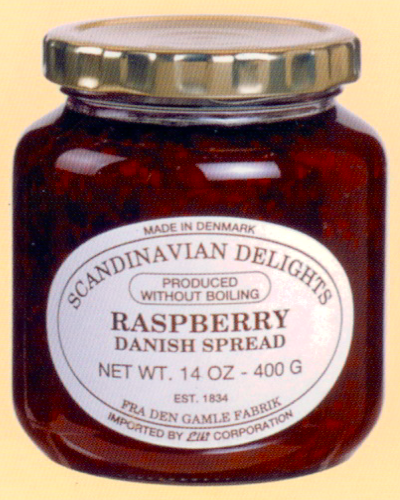 MADE IN DENMARK
SCANDINAVIAN DELIGHTS
PRODUCED
WITHOUT BOILING
RASPBERRY
DANISH SPREAD
NET WT. 14 OZ - 400 G
EST. 1834
FRA DEN GAMLE FABRIK
IMPORTED BY CORPORATION